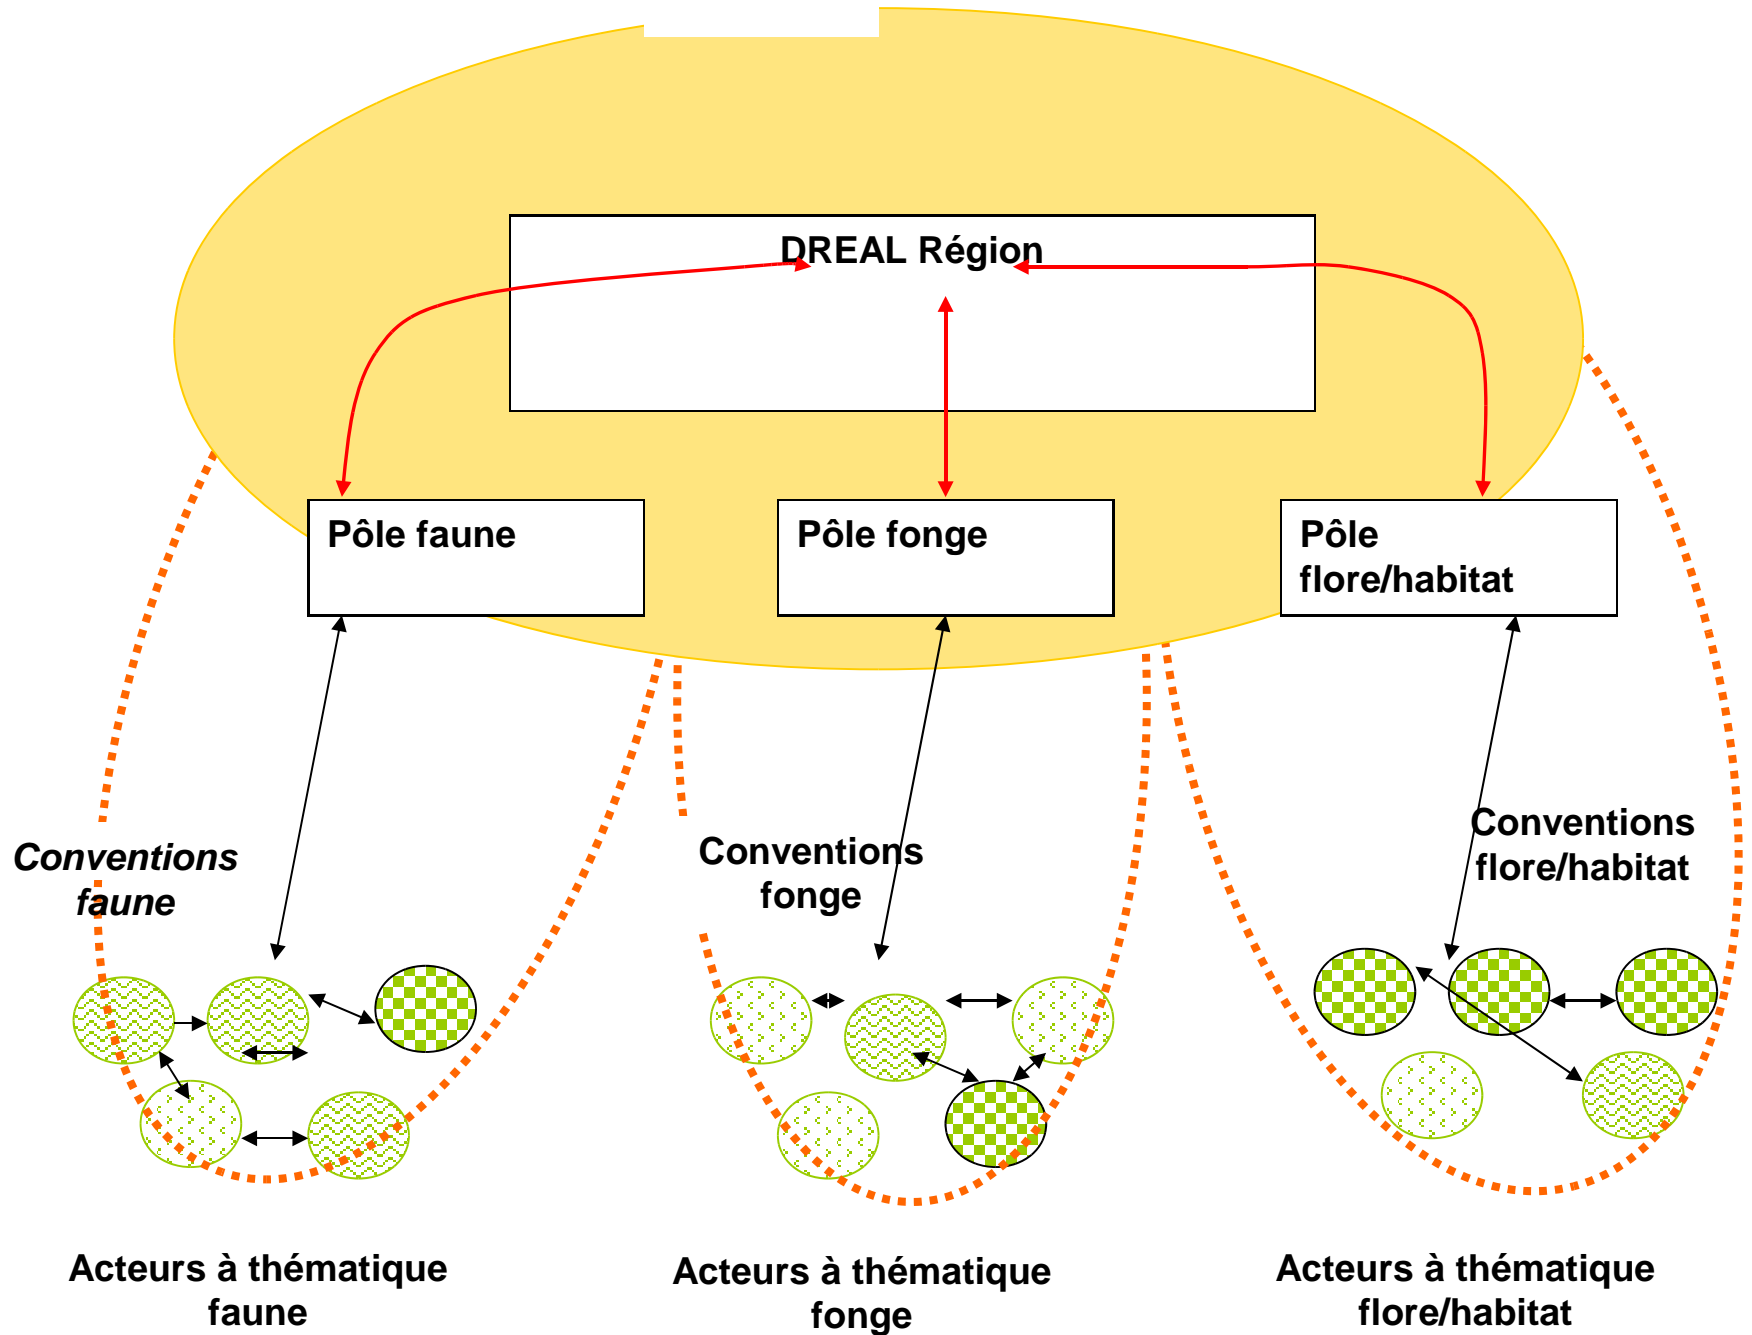 DREAL Région
Pôle faune
Pôle fonge
Pôle
flore/habitat
Conventions
faune
Conventions
fonge
Conventions
flore/habitat
Acteurs à thématique
faune
Acteurs à thématique
fonge
Acteurs à thématique
flore/habitat